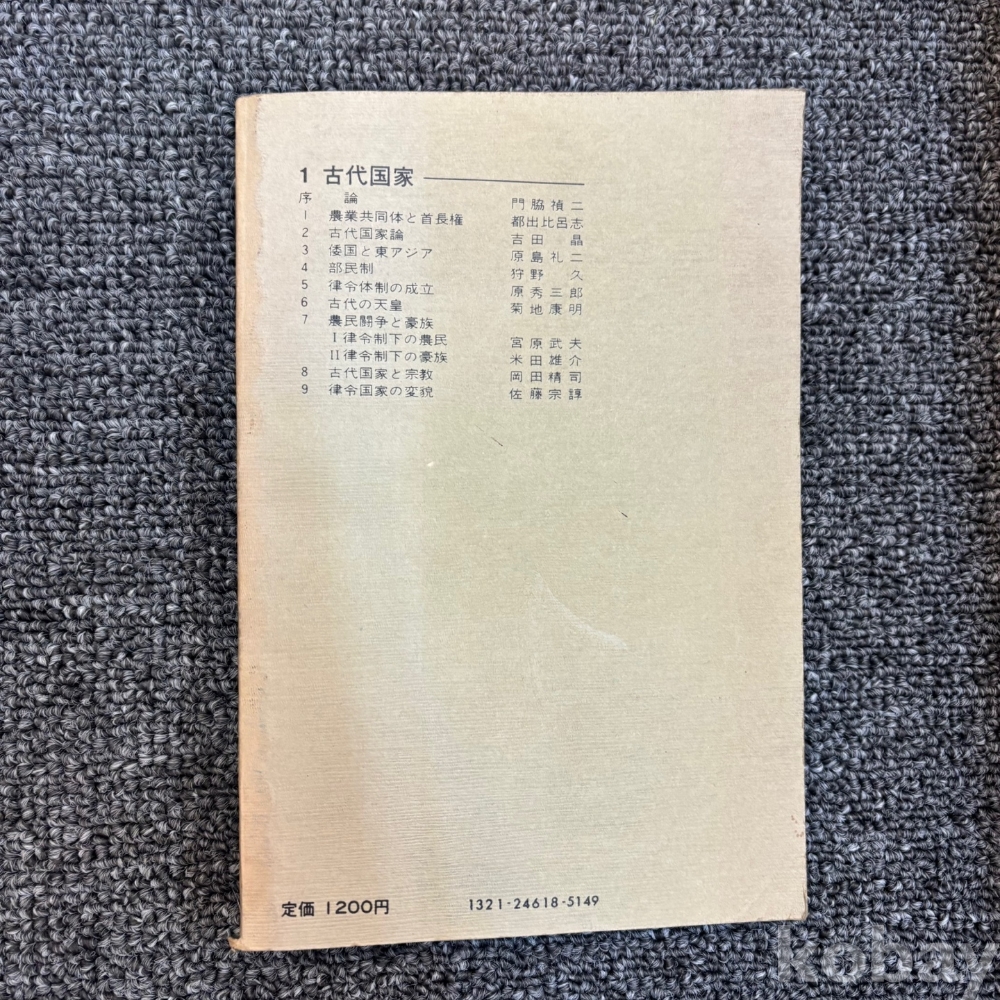 1 古代国家
序 論 門脇禎二
1 農業共同体と首長権 都出比呂志
2 古代国家論 吉田 晶
3 倭国と東アジア 原島礼二
4 部民制 狩野 久
5 律令体制の成立 原秀三郎
6 古代の天皇 菊地康明
7 農民闘争と豪族
I 律令制下の農民 宮原武夫
II 律令制下の豪族 米田雄介
8 古代国家と宗教 岡田精司
9 律令国家の変貌 佐藤宗諄
定価 1200円 1321-24618-5149
kobay